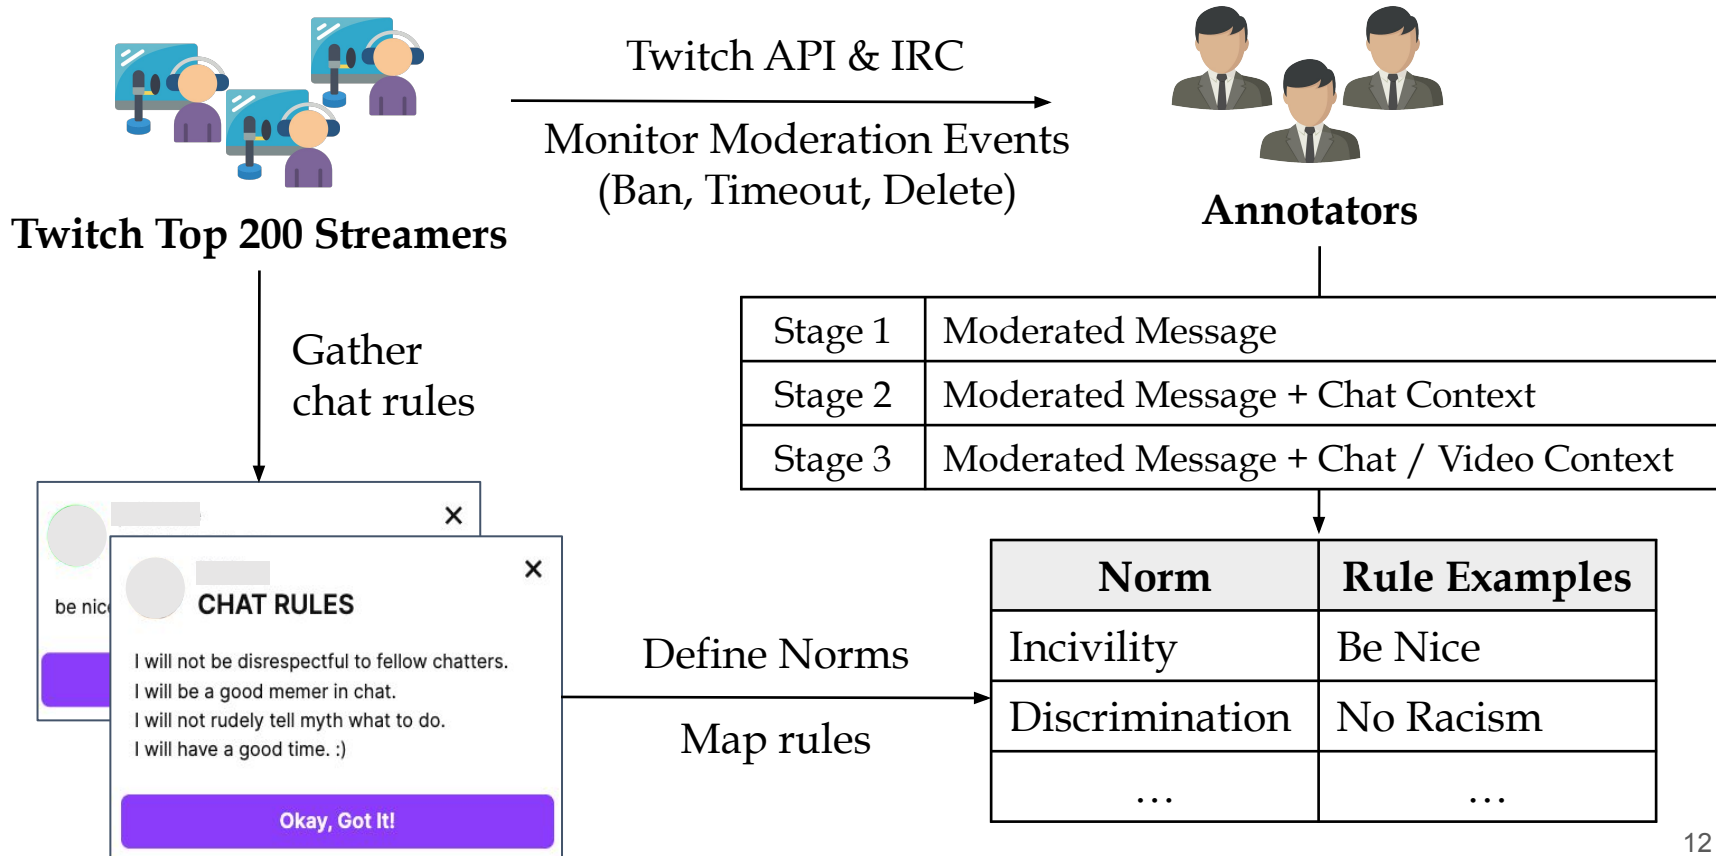 Twitch API & IRC
Monitor Moderation Events
(Ban, Timeout, Delete)
Twitch Top 200 Streamers
Annotators
Gather
chat rules
Stage 1 Moderated Message
Stage 2 Moderated Message + Chat Context
Stage 3 Moderated Message + Chat / Video Context
be nice
CHAT RULES
I will not be disrespectful to fellow chatters.
I will be a good memer in chat.
I will not rudely tell myth what to do.
I will have a good time. :)
Okay, Got It!
Define Norms
Map rules
Norm Rule Examples
Incivility Be Nice
Discrimination No Racism
… …
12